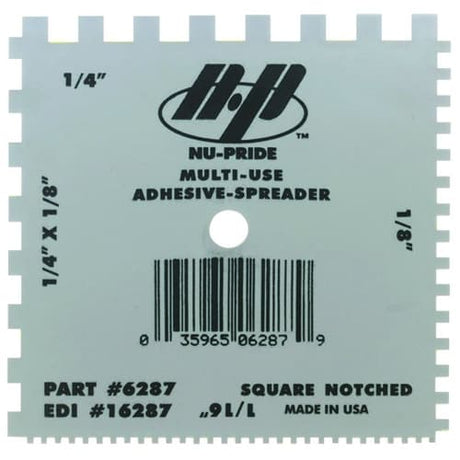 1/4"
N·P
™
NU-PRIDE
MULTI-USE
ADHESIVE-SPREADER
1/4" X 1/8"
1/8"
0 35965 06287 9
PART #6287
SQUARE NOTCHED
EDI #16287
1/16"
MADE IN USA